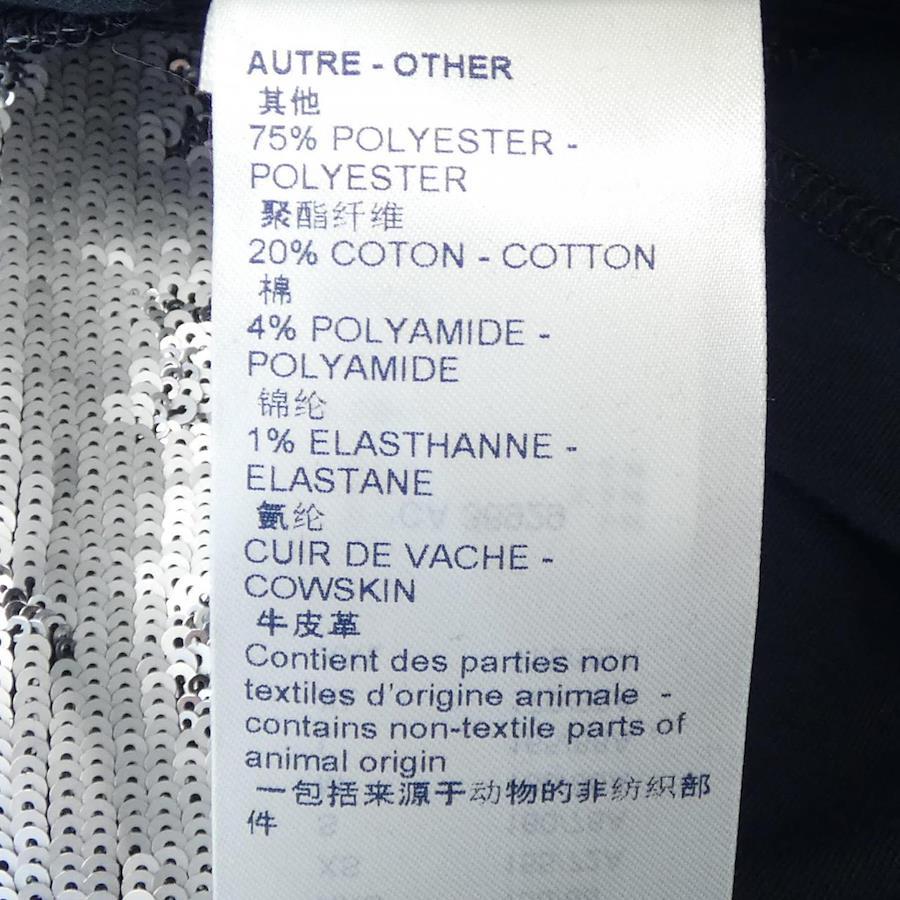 AUTRE - OTHER
其他
75% POLYESTER -
POLYESTER
聚酯纤维
20% COTON - COTTON
棉
4% POLYAMIDE -
POLYAMIDE
锦纶
1% ELASTHANNE -
ELASTANE
氨纶
CUIR DE VACHE -
COWSKIN
牛皮革
Contient des parties non
textiles d'origine animale -
contains non-textile parts of
animal origin
一包括来源于动物的非纺织部
件